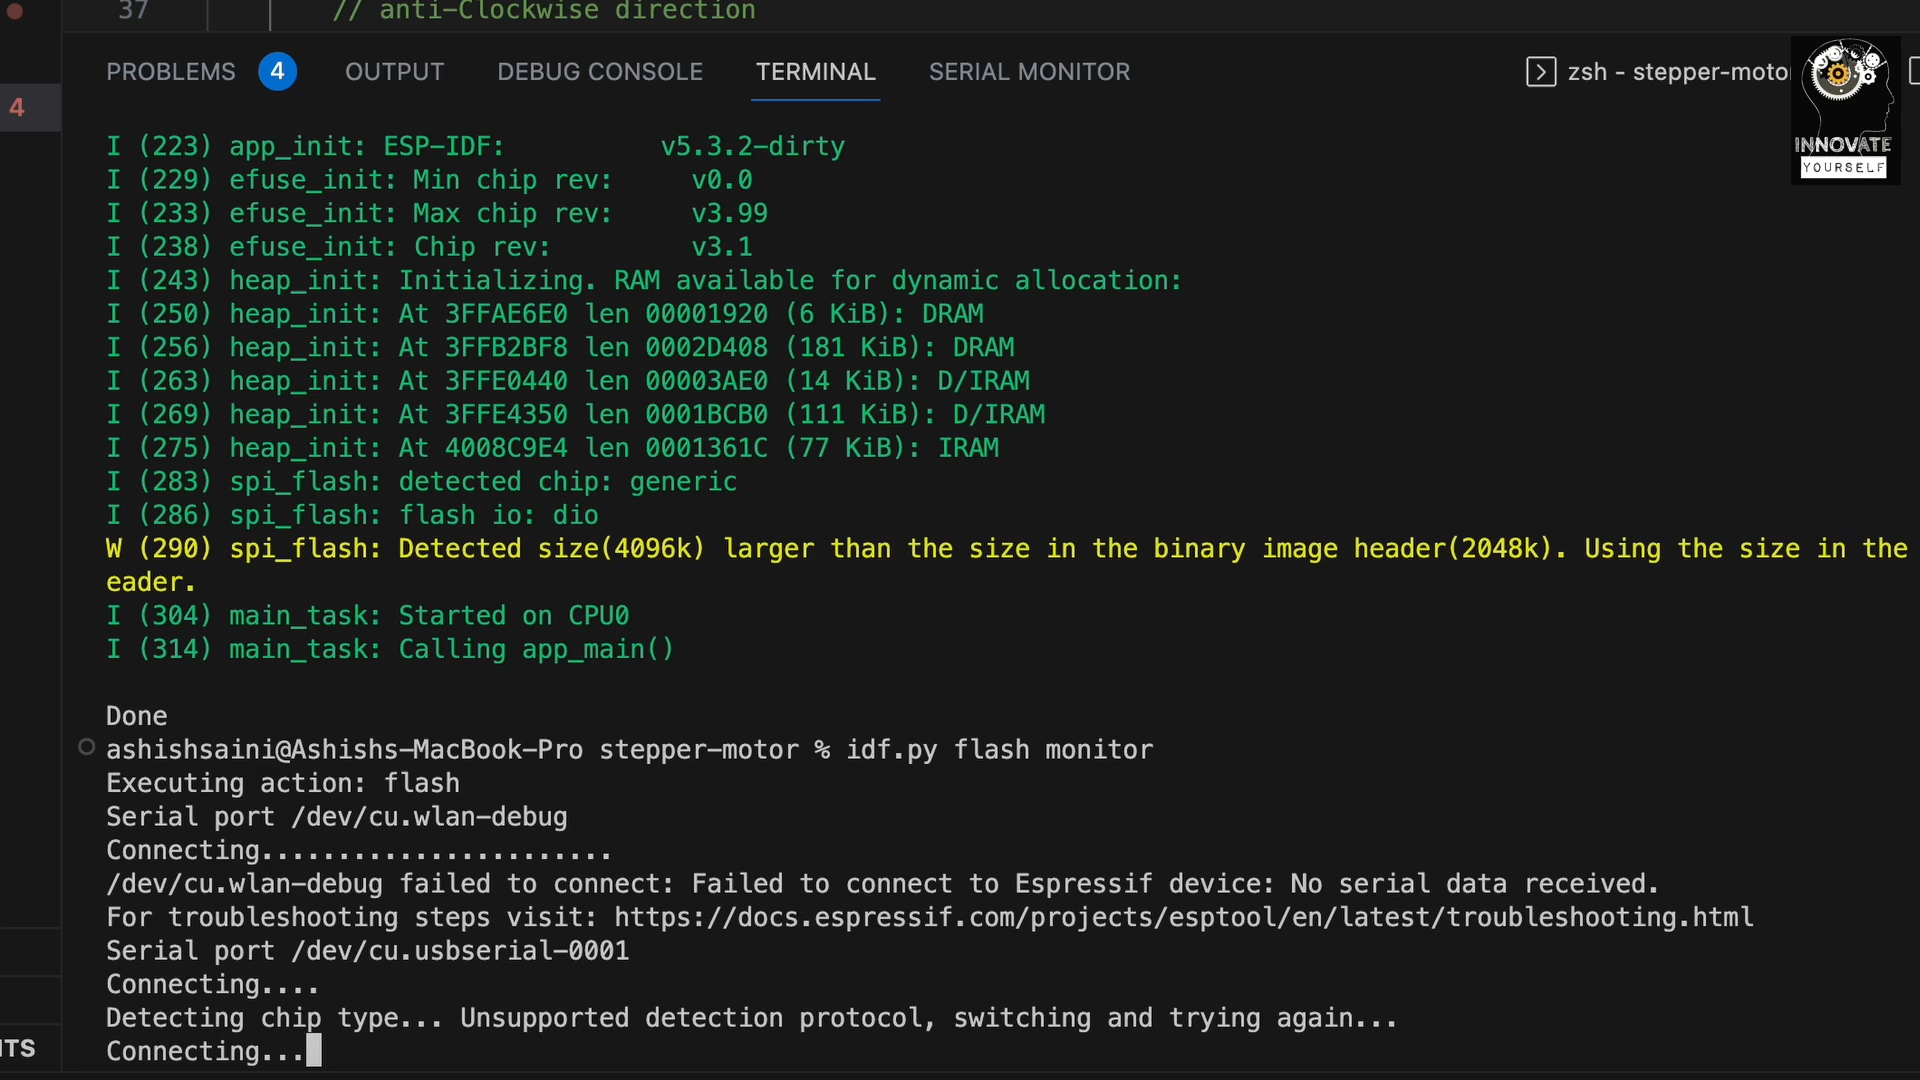 37 // anti-Clockwise direction
PROBLEMS 4 OUTPUT DEBUG CONSOLE TERMINAL SERIAL MONITOR zsh - stepper-moto
4
INNOVATE
YOURSELF
I (223) app_init: ESP-IDF: v5.3.2-dirty
I (229) efuse_init: Min chip rev: v0.0
I (233) efuse_init: Max chip rev: v3.99
I (238) efuse_init: Chip rev: v3.1
I (243) heap_init: Initializing. RAM available for dynamic allocation:
I (250) heap_init: At 3FFAE6E0 len 00001920 (6 KiB): DRAM
I (256) heap_init: At 3FFB2BF8 len 0002D408 (181 KiB): DRAM
I (263) heap_init: At 3FFE0440 len 00003AE0 (14 KiB): D/IRAM
I (269) heap_init: At 3FFE4350 len 0001BCB0 (111 KiB): D/IRAM
I (275) heap_init: At 4008C9E4 len 0001361C (77 KiB): IRAM
I (283) spi_flash: detected chip: generic
I (286) spi_flash: flash io: dio
W (290) spi_flash: Detected size(4096k) larger than the size in the binary image header(2048k). Using the size in the
eader.
I (304) main_task: Started on CPU0
I (314) main_task: Calling app_main()
Done
ashishsaini@Ashishs-MacBook-Pro stepper-motor % idf.py flash monitor
Executing action: flash
Serial port /dev/cu.wlan-debug
Connecting.......................
/dev/cu.wlan-debug failed to connect: Failed to connect to Espressif device: No serial data received.
For troubleshooting steps visit: https://docs.espressif.com/projects/esptool/en/latest/troubleshooting.html
Serial port /dev/cu.usbserial-0001
Connecting....
Detecting chip type... Unsupported detection protocol, switching and trying again...
NTS
Connecting...